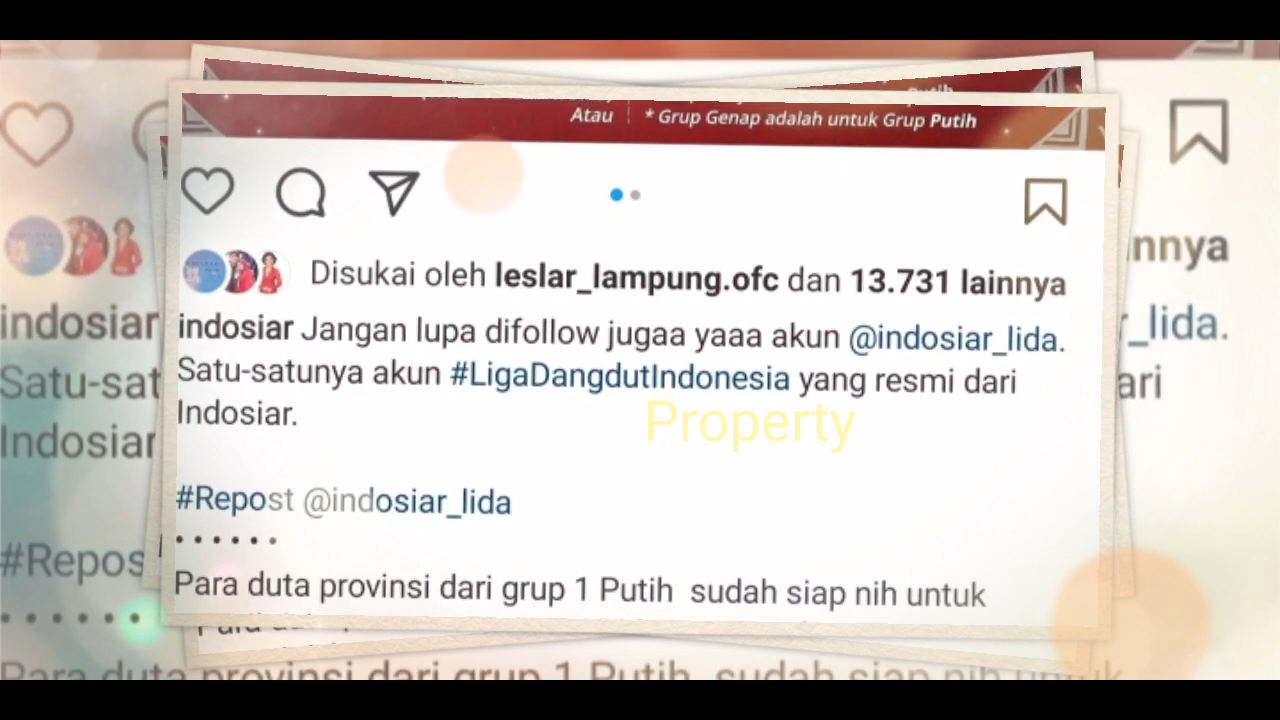 Putih
Atau
* Grup Genap adalah untuk Grup Putih
Disukai oleh leslar_lampung.ofc dan 13.731 lainnya
indosiar Jangan lupa difollow jugaa yaaa akun @indosiar_lida.
Satu-satunya akun #LigaDangdutIndonesia yang resmi dari
Indosiar.
Property
#Repost @indosiar_lida
••••••
Para duta provinsi dari grup 1 Putih sudah siap nih untuk